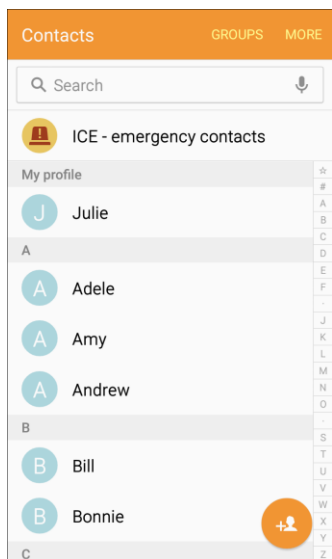 Contacts GROUPS MORE
Search
ICE - emergency contacts
My profile
J Julie
A
A Adele
A Amy
A Andrew
B
B Bill
B Bonnie
C
☆
#
A
B
C
D
E
F
·
J
K
L
M
N
O
·
S
T
U
V
W
X
Y
Z